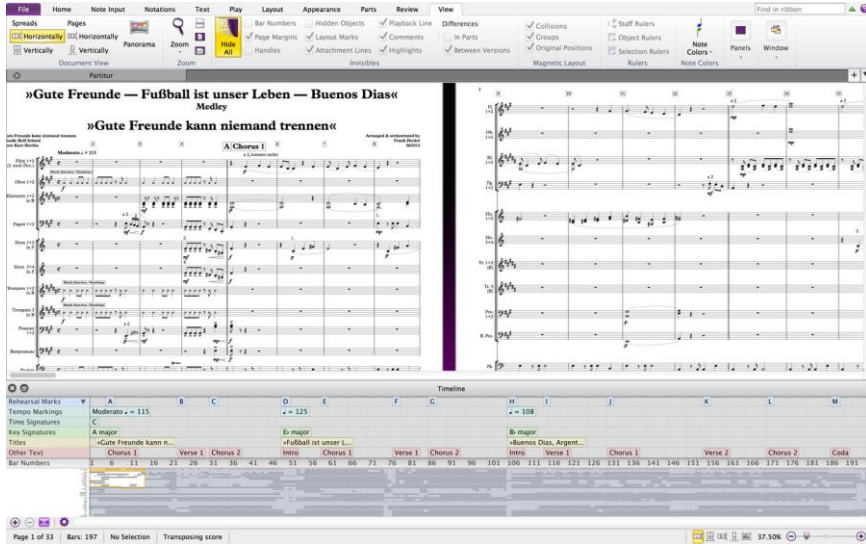 File Home Note Input Notations Text Play Layout Appearance Parts Review View Find in ribbon
Spreads Pages
Horizontally Horizontally
Vertically Vertically
Panorama
Document View
Zoom
Zoom
Hide All
Bar Numbers Hidden Objects Playback Line
Page Margins Layout Marks Comments
Handles Attachment Lines Highlights
Invisibles
Differences
In Parts
Between Versions
Collisions
Groups
Original Positions
Magnetic Layout
Staff Rulers
Object Rulers
Selection Rulers
Rulers
Note Colors
Note Colors
Panels
Window
Partitur
»Gute Freunde — Fußball ist unser Leben — Buenos Dias«
Medley
»Gute Freunde kann niemand trennen«
Arranged & orchestrated by
Moderato ♩ = 115
A Chorus 1
Timeline
Rehearsal Marks A B C D E F G H I J K L M
Tempo Markings Moderato ♩ = 115 ♩ = 125 ♩ = 108
Time Signatures C
Key Signatures A major E♭ major B♭ major
Titles »Gute Freunde kann n... »Fußball ist unser L... »Buenos Dias, Argent...
Other Text Chorus 1 Verse 1 Chorus 2 Intro Chorus 1 Verse 1 Chorus 2 Intro Verse 1 Chorus 1 Verse 2 Chorus 2 Coda
Bar Numbers 1 6 11 16 21 26 31 36 41 46 51 56 61 66 71 76 81 86 91 96 101 106 111 116 121 126 131 136 141 146 151 156 161 166 171 176 181 186 191
Page 1 of 33 Bars: 197 No Selection Transposing score 37.50%